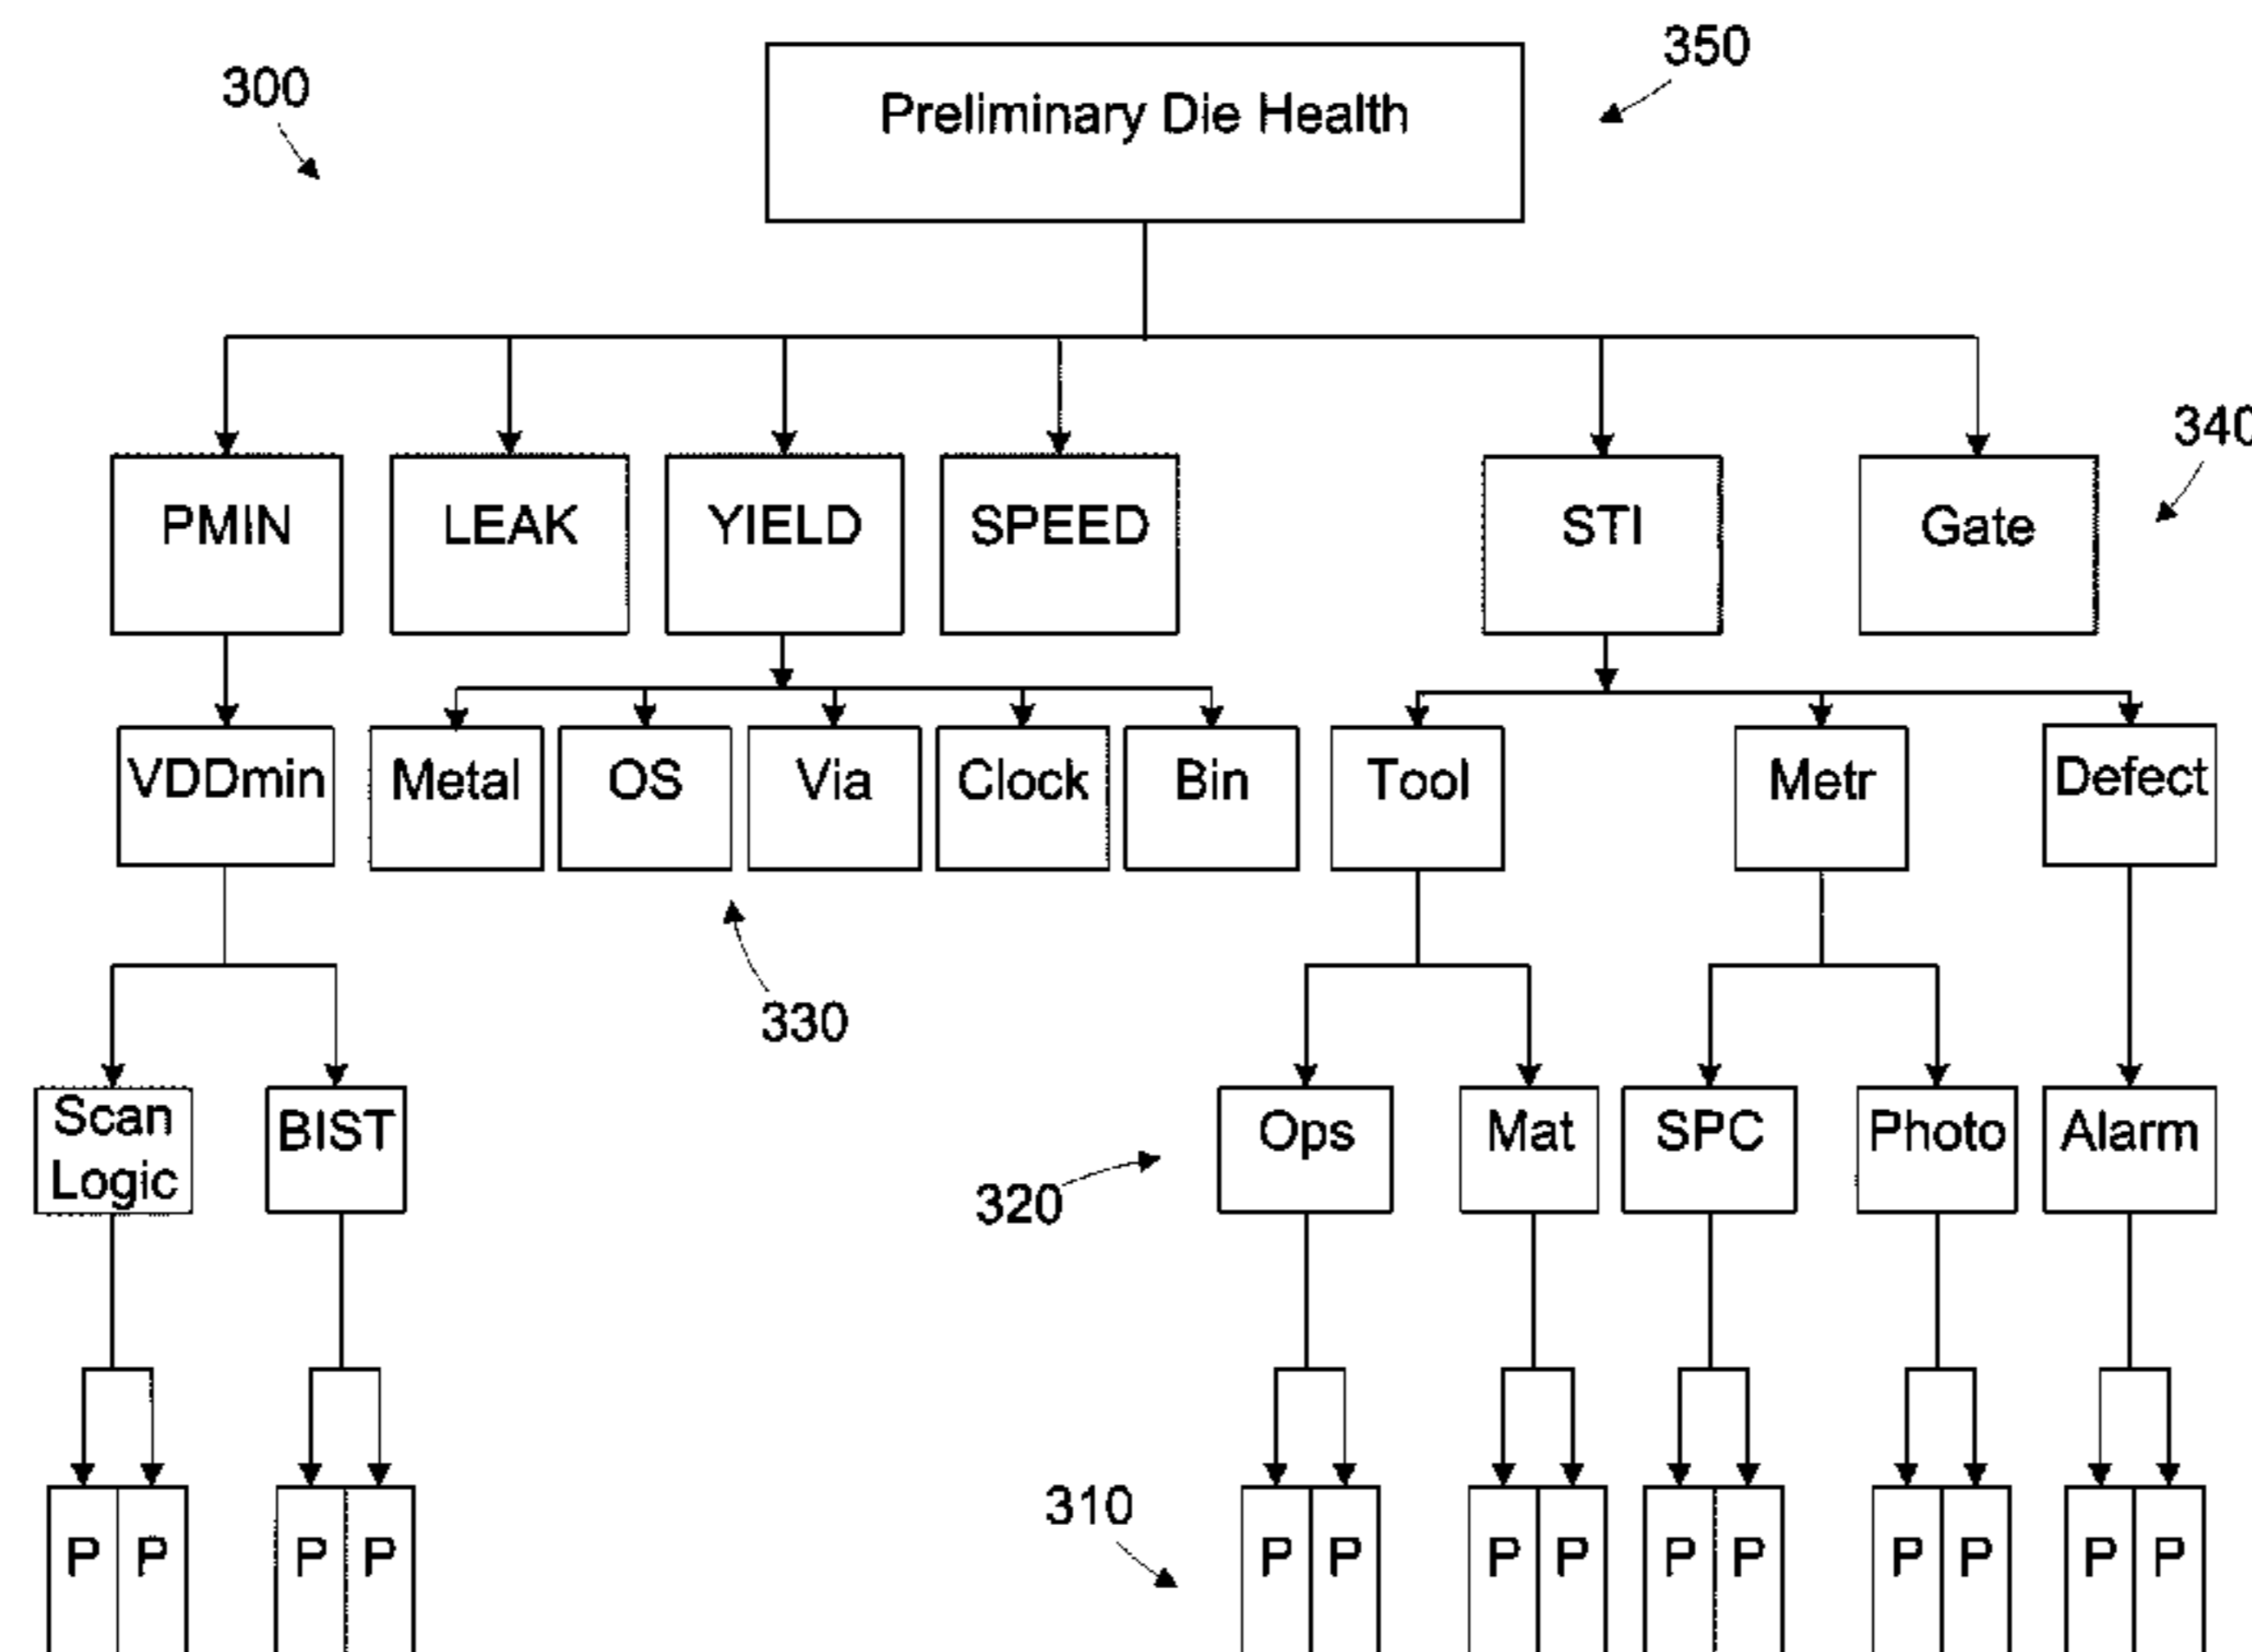 300
Preliminary Die Health
350
PMIN
LEAK
YIELD
SPEED
STI
Gate
340
VDDmin
Metal
OS
Via
Clock
Bin
Tool
Metr
Defect
330
Scan
Logic
BIST
320
Ops
Mat
SPC
Photo
Alarm
310
P P
P P
P P
P P
P P
P P
P P